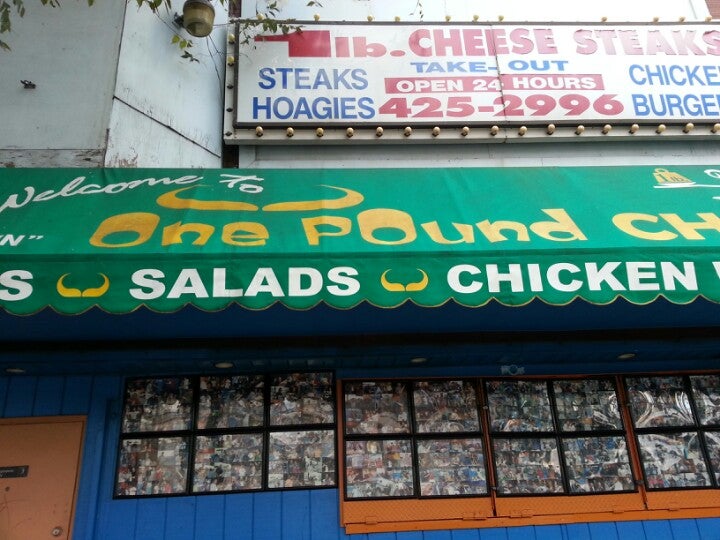 1lb. CHEESE STEAKS
TAKE-OUT
STEAKS
OPEN 24 HOURS
CHICKE
HOAGIES
425-2996
BURGE
Welcome to
One Pound CH
N"
S SALADS CHICKEN